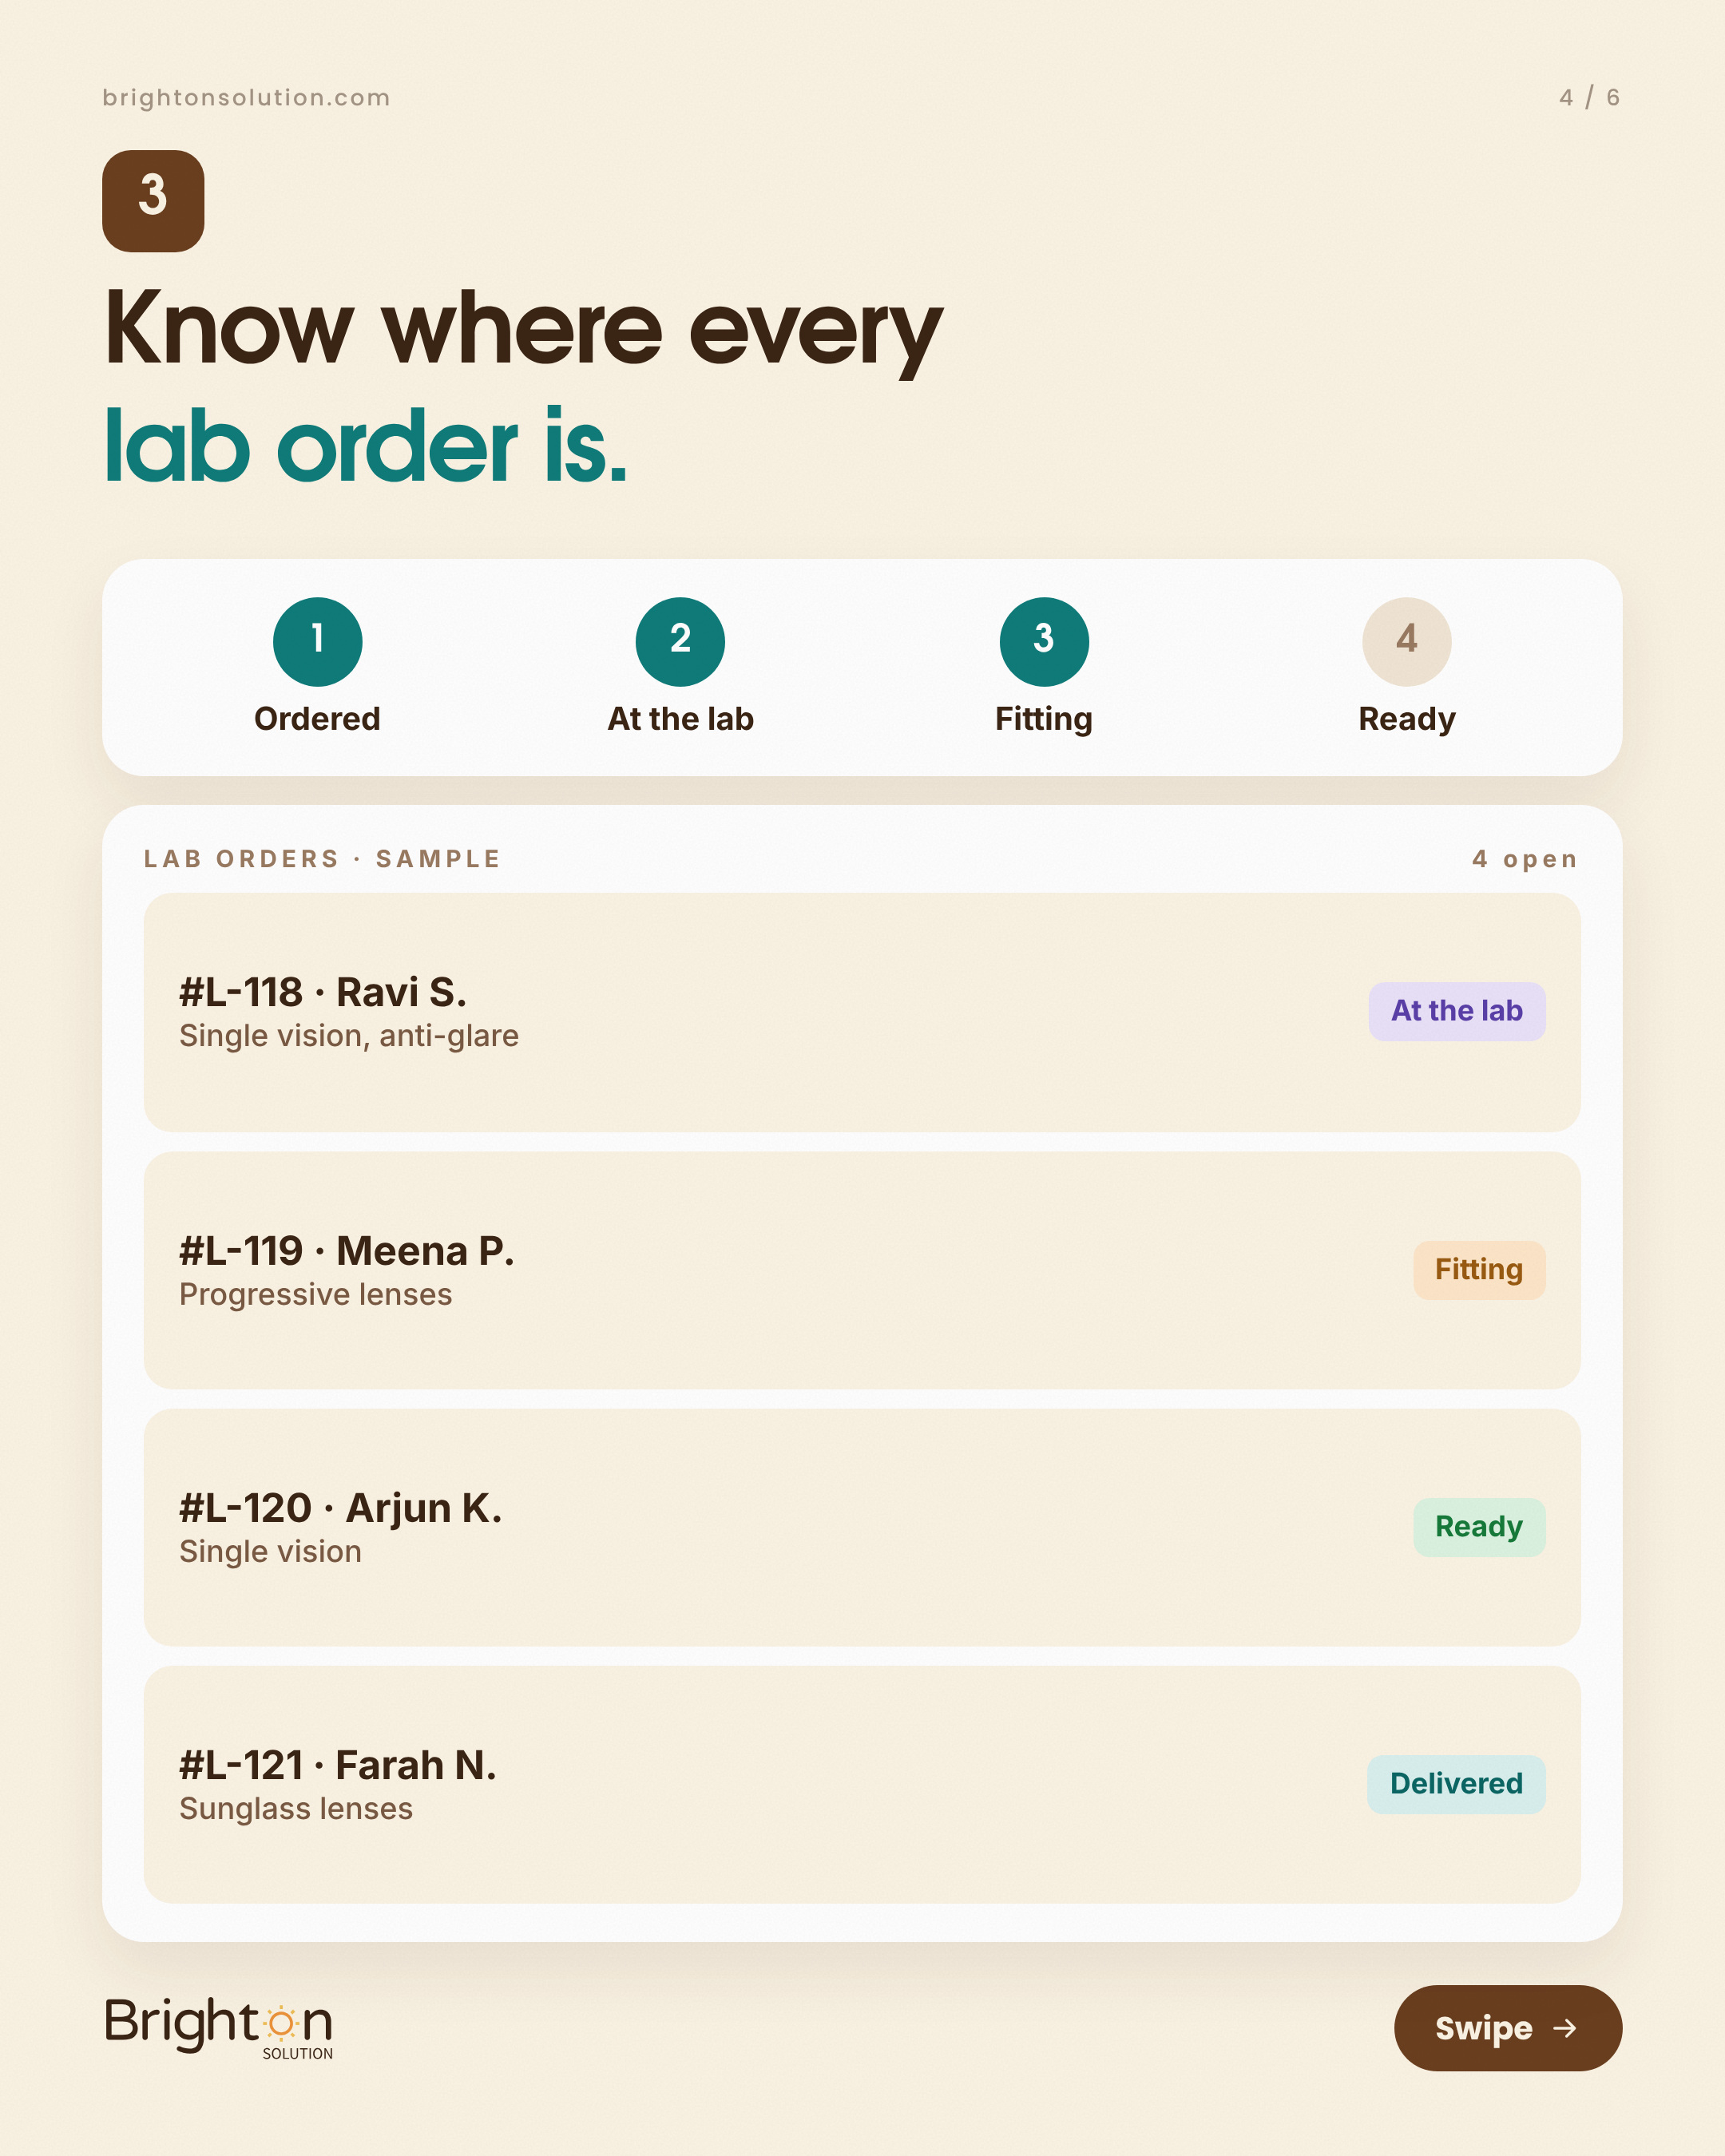 brightonsolution.com
4 / 6
3
Know where every
lab order is.
1
2
3
4
Ordered
At the lab
Fitting
Ready
LAB ORDERS · SAMPLE
4 open
#L-118 · Ravi S.
Single vision, anti-glare
At the lab
#L-119 · Meena P.
Progressive lenses
Fitting
#L-120 · Arjun K.
Single vision
Ready
#L-121 · Farah N.
Sunglass lenses
Delivered
Brighton
SOLUTION
Swipe →